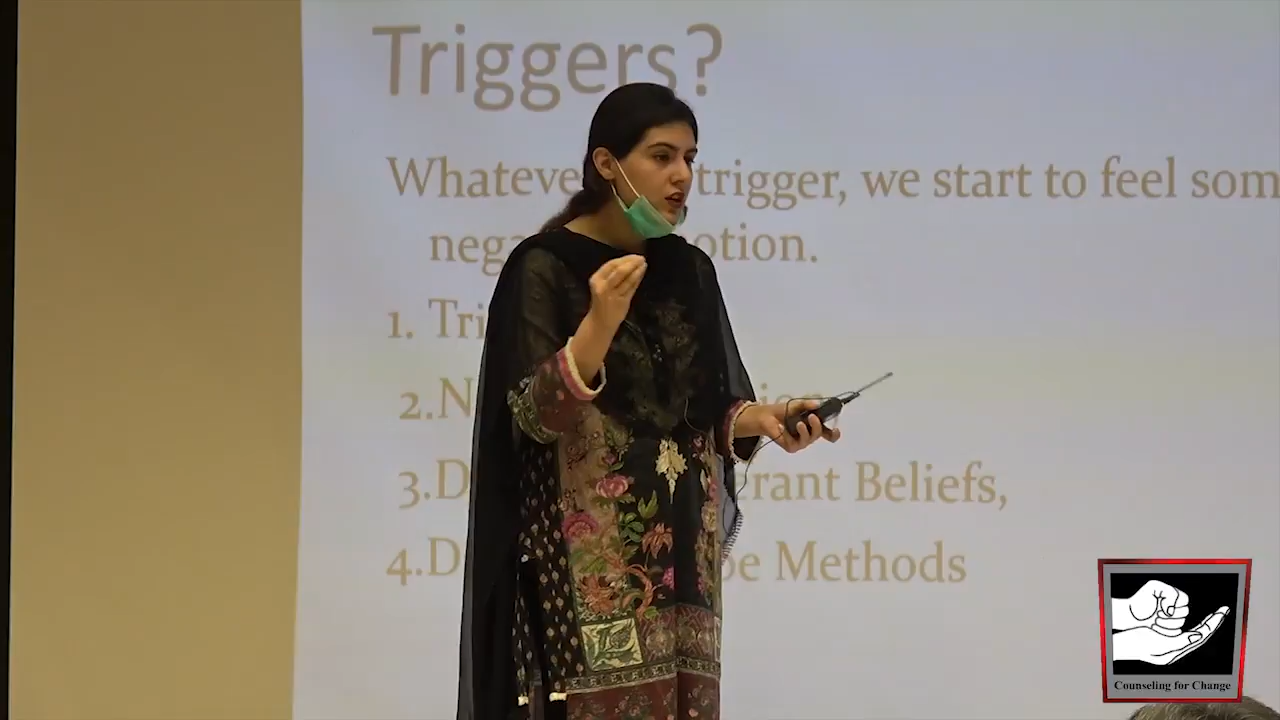 Triggers?
Whateve trigger, we start to feel som
nega otion.
1. Tri
2.N
3.D rant Beliefs,
4.D pe Methods
Counseling for Change